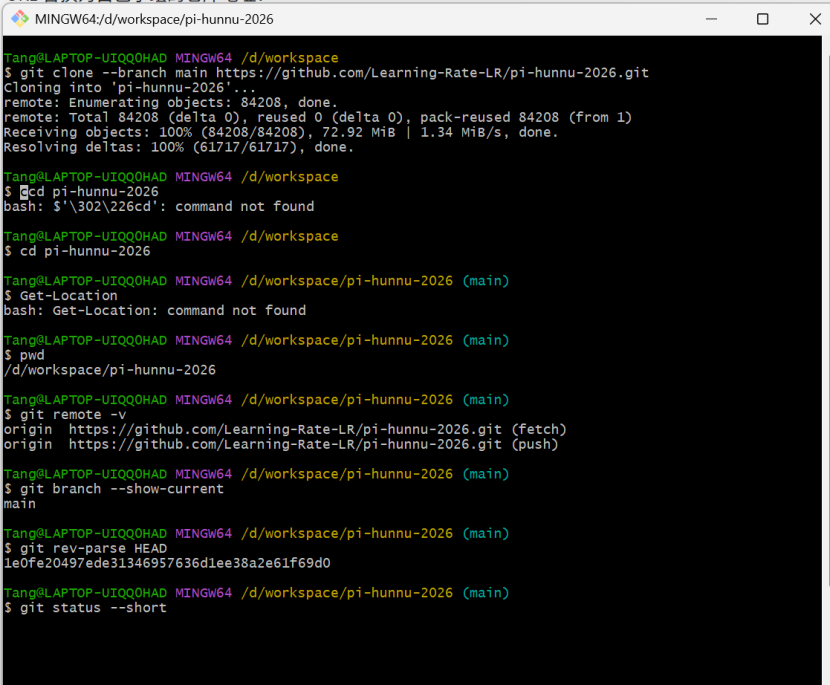 MINGW64:/d/workspace/pi-hunnu-2026
Tang@LAPTOP-UIQQ0HAD MINGW64 /d/workspace
$ git clone --branch main https://github.com/Learning-Rate-LR/pi-hunnu-2026.git
Cloning into 'pi-hunnu-2026'...
remote: Enumerating objects: 84208, done.
remote: Total 84208 (delta 0), reused 0 (delta 0), pack-reused 84208 (from 1)
Receiving objects: 100% (84208/84208), 72.92 MiB | 1.34 MiB/s, done.
Resolving deltas: 100% (61717/61717), done.
Tang@LAPTOP-UIQQ0HAD MINGW64 /d/workspace
$ ccd pi-hunnu-2026
bash: $'\302\226cd': command not found
Tang@LAPTOP-UIQQ0HAD MINGW64 /d/workspace
$ cd pi-hunnu-2026
Tang@LAPTOP-UIQQ0HAD MINGW64 /d/workspace/pi-hunnu-2026 (main)
$ Get-Location
bash: Get-Location: command not found
Tang@LAPTOP-UIQQ0HAD MINGW64 /d/workspace/pi-hunnu-2026 (main)
$ pwd
/d/workspace/pi-hunnu-2026
Tang@LAPTOP-UIQQ0HAD MINGW64 /d/workspace/pi-hunnu-2026 (main)
$ git remote -v
origin  https://github.com/Learning-Rate-LR/pi-hunnu-2026.git (fetch)
origin  https://github.com/Learning-Rate-LR/pi-hunnu-2026.git (push)
Tang@LAPTOP-UIQQ0HAD MINGW64 /d/workspace/pi-hunnu-2026 (main)
$ git branch --show-current
main
Tang@LAPTOP-UIQQ0HAD MINGW64 /d/workspace/pi-hunnu-2026 (main)
$ git rev-parse HEAD
1e0fe20497ede31346957636d1ee38a2e61f69d0
Tang@LAPTOP-UIQQ0HAD MINGW64 /d/workspace/pi-hunnu-2026 (main)
$ git status --short